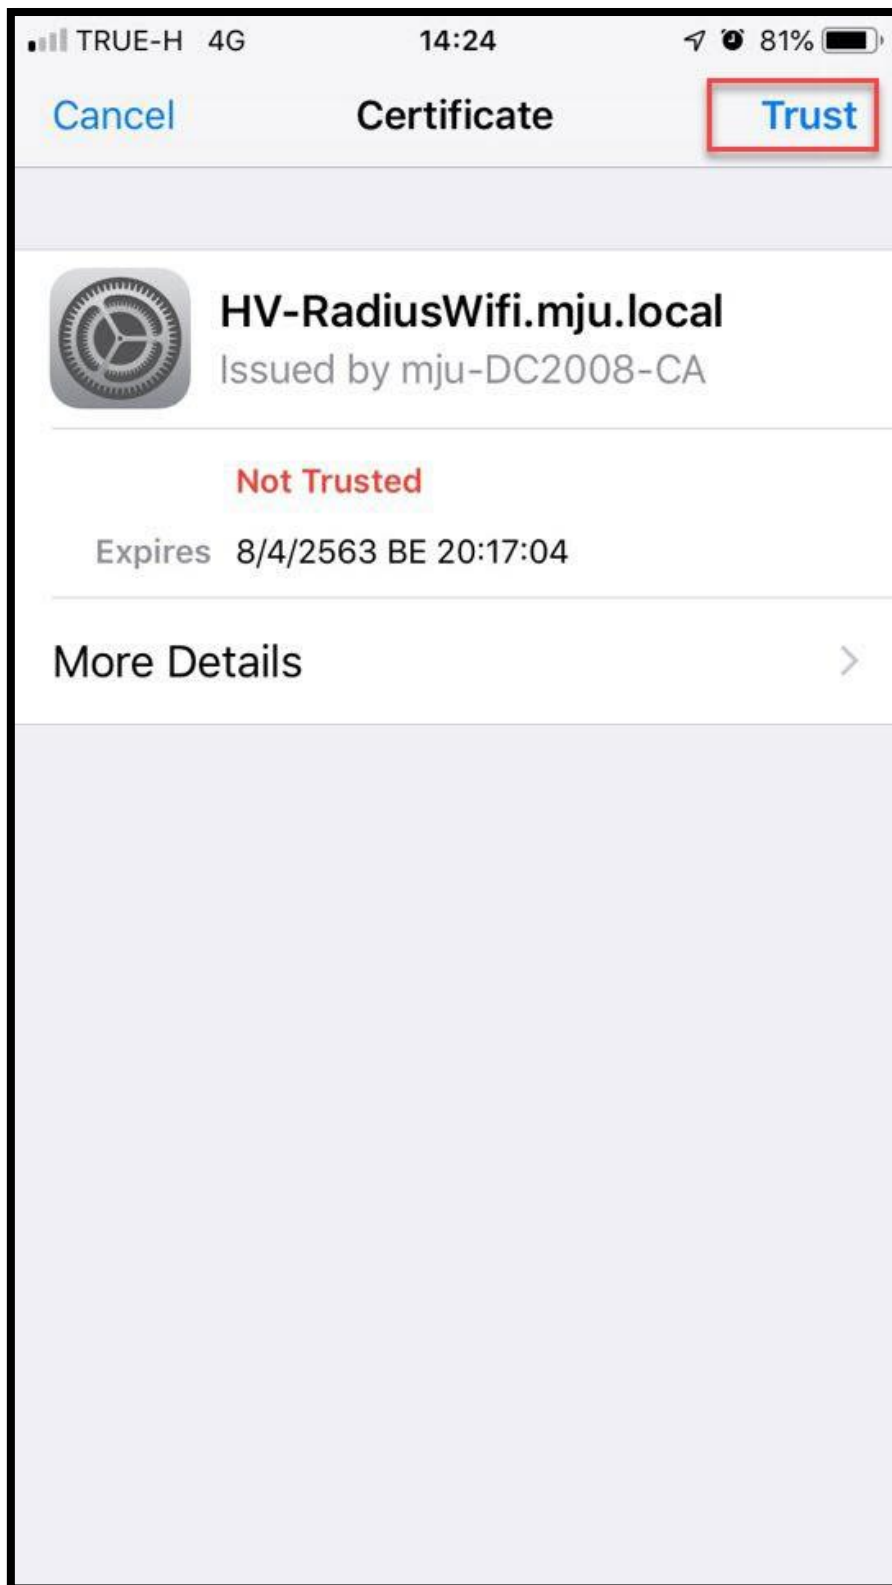 TRUE-H 4G 14:24 81%
Cancel Certificate Trust
HV-RadiusWifi.mju.local
Issued by mju-DC2008-CA
Not Trusted
Expires 8/4/2563 BE 20:17:04
More Details